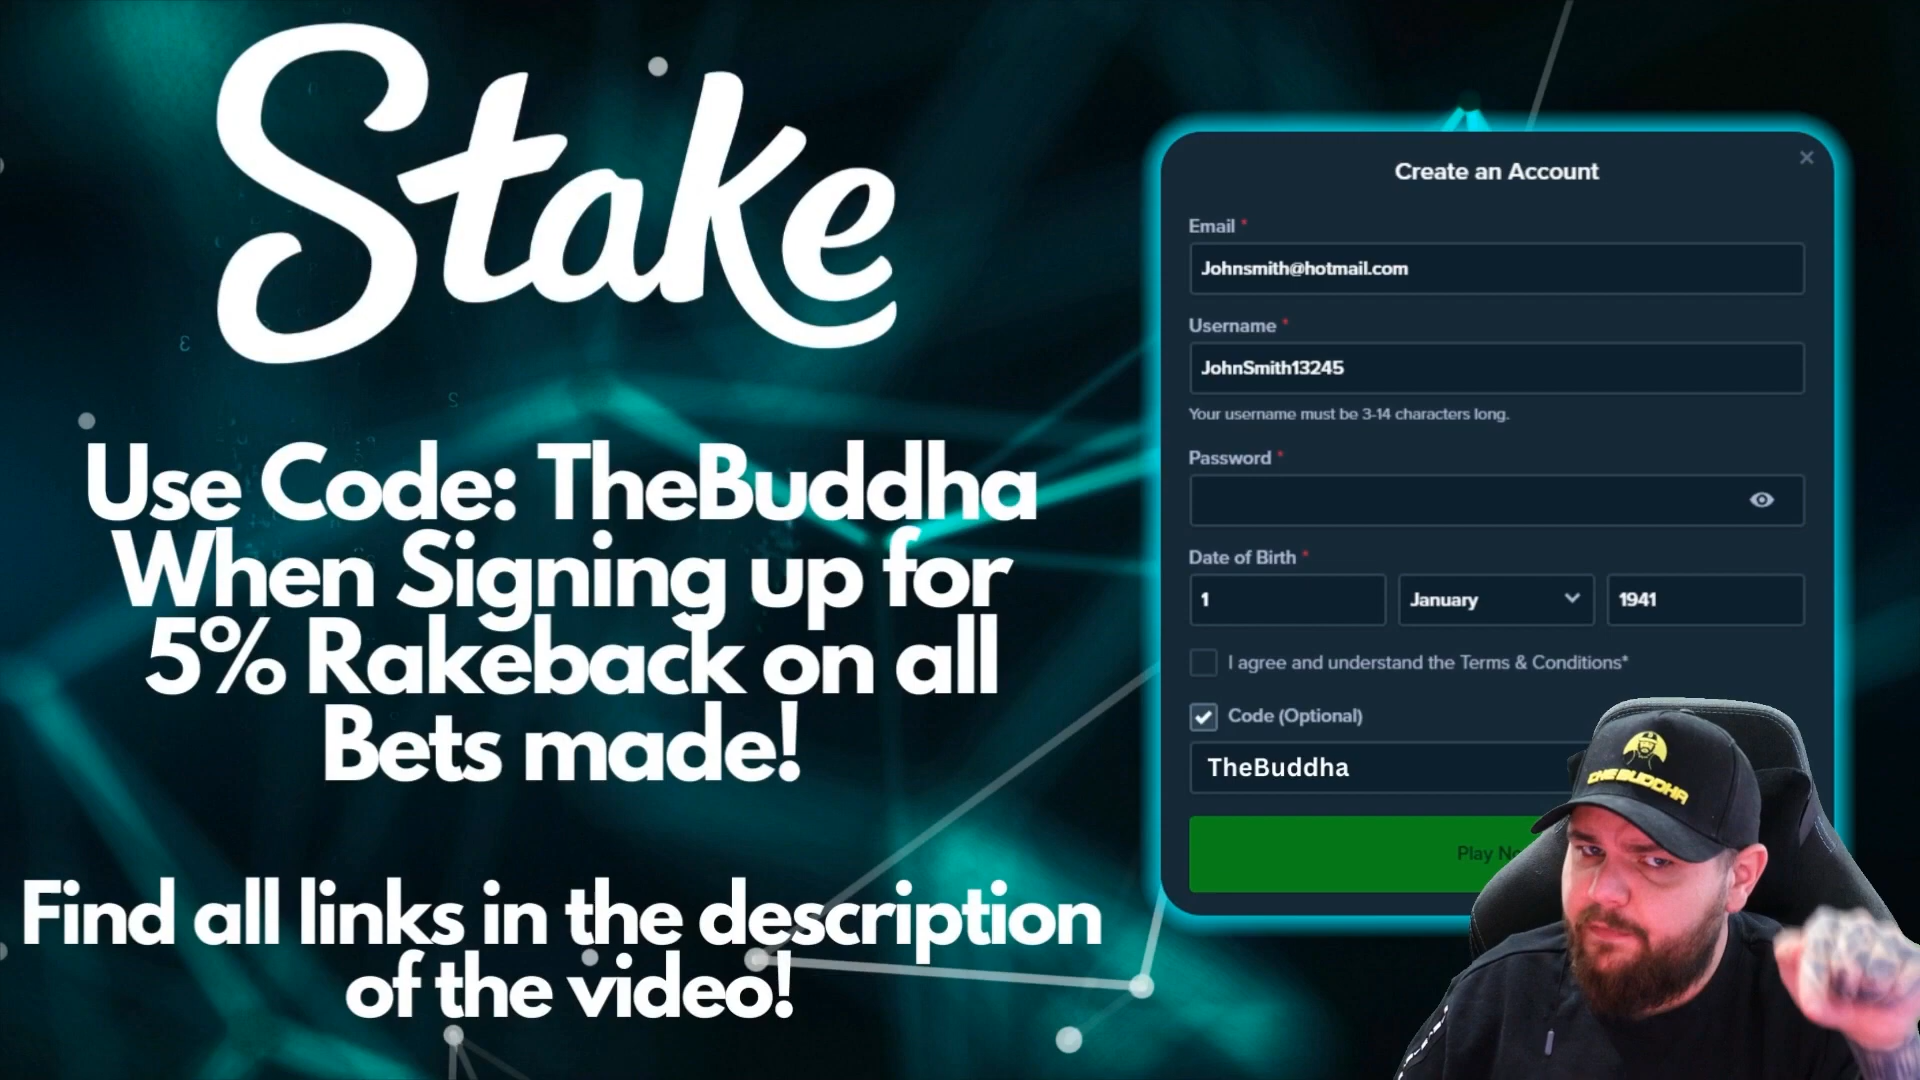 Stake
Use Code: TheBuddha
When Signing up for
5% Rakeback on all
Bets made!
Find all links in the description
of the video!
Create an Account
Email *
Johnsmith@hotmail.com
Username *
JohnSmith13245
Your username must be 3-14 characters long.
Password *
Date of Birth *
1 January 1941
I agree and understand the Terms & Conditions*
Code (Optional)
TheBuddha
Play
THE BUDDHA